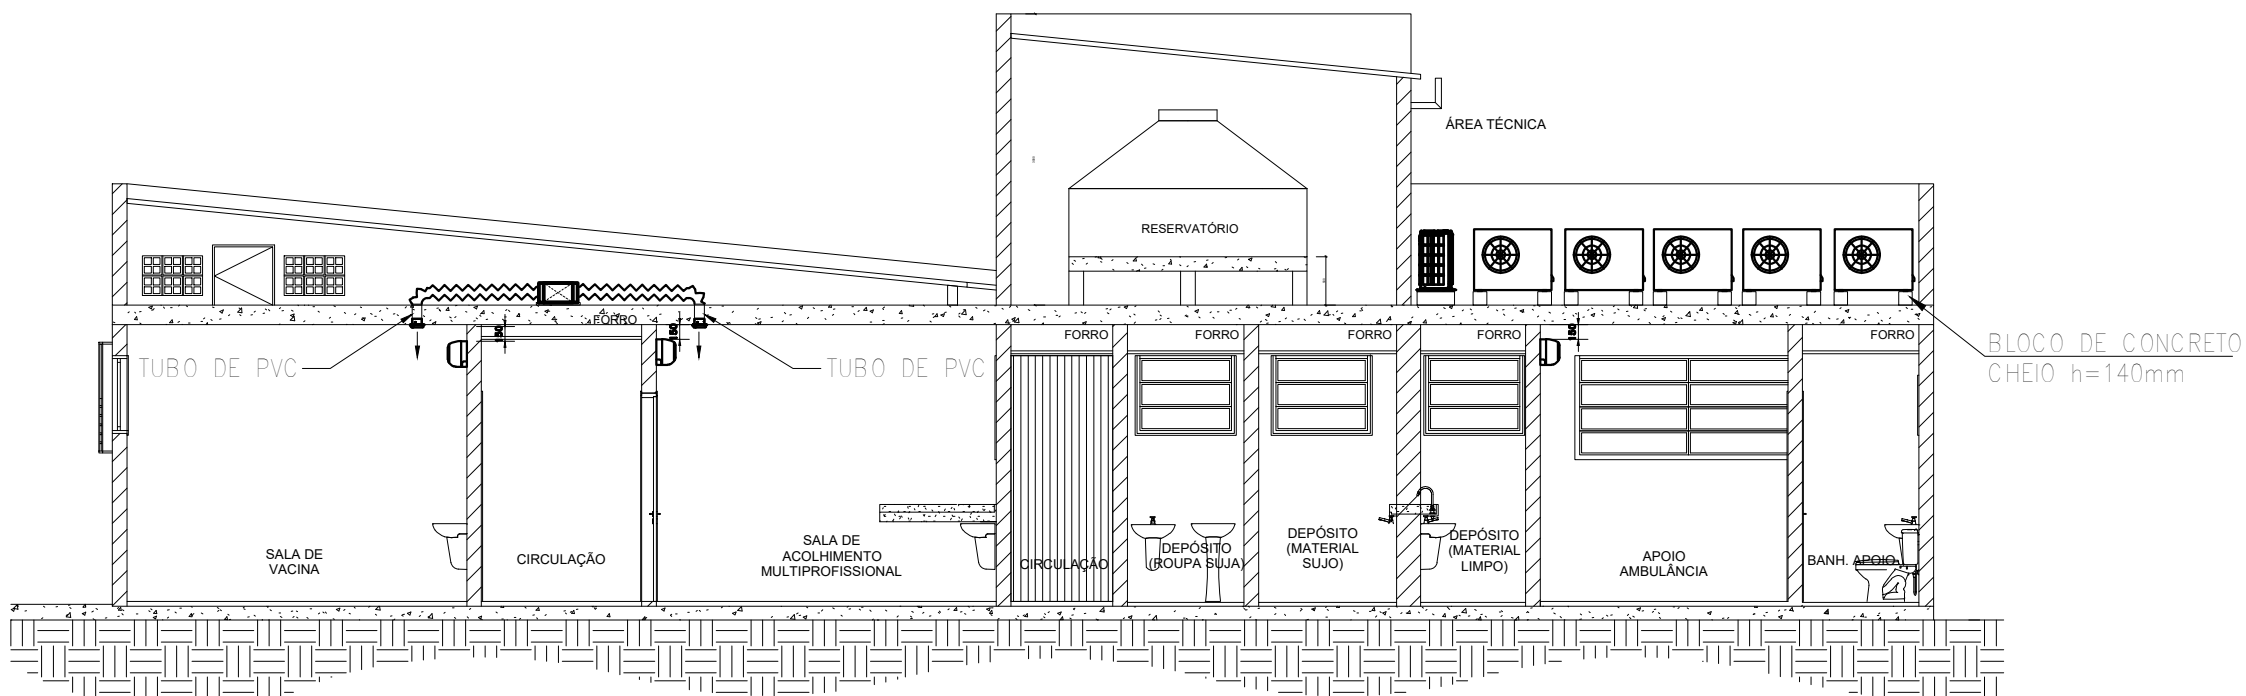 ÁREA TÉCNICA
RESERVATÓRIO
FORRO
150
150
FORRO
FORRO
FORRO
FORRO
150
FORRO
TUBO DE PVC
TUBO DE PVC
BLOCO DE CONCRETO
CHEIO h=140mm
SALA DE
VACINA
CIRCULAÇÃO
SALA DE
ACOLHIMENTO
MULTIPROFISSIONAL
CIRCULAÇÃO
DEPÓSITO
(ROUPA SUJA)
DEPÓSITO
(MATERIAL
SUJO)
DEPÓSITO
(MATERIAL
LIMPO)
APOIO
AMBULÂNCIA
BANH. APOIO